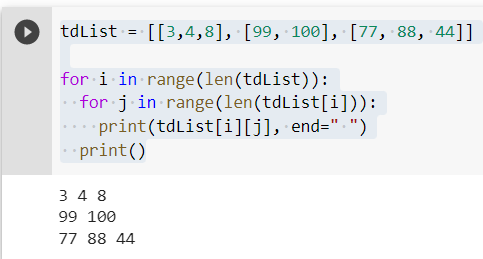 tdList = [[3,4,8], [99, 100], [77, 88, 44]]

for i in range(len(tdList)):
  for j in range(len(tdList[i])):
    print(tdList[i][j], end=" ")
  print()

3 4 8
99 100
77 88 44